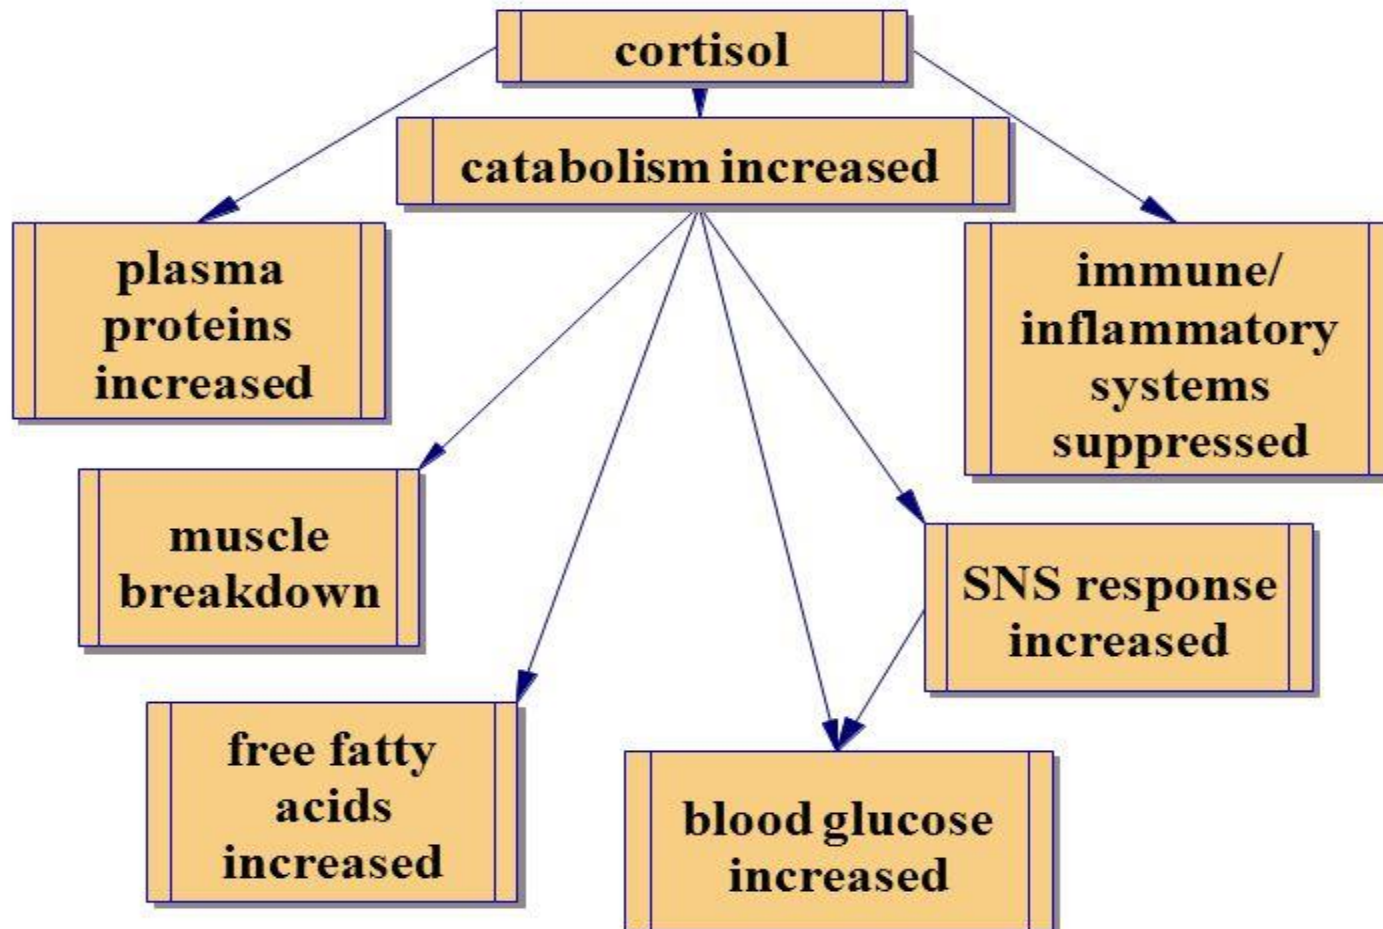 cortisol
catabolism increased
plasma
proteins
increased
immune/
inflammatory
systems
suppressed
muscle
breakdown
SNS response
increased
free fatty
acids
increased
blood glucose
increased